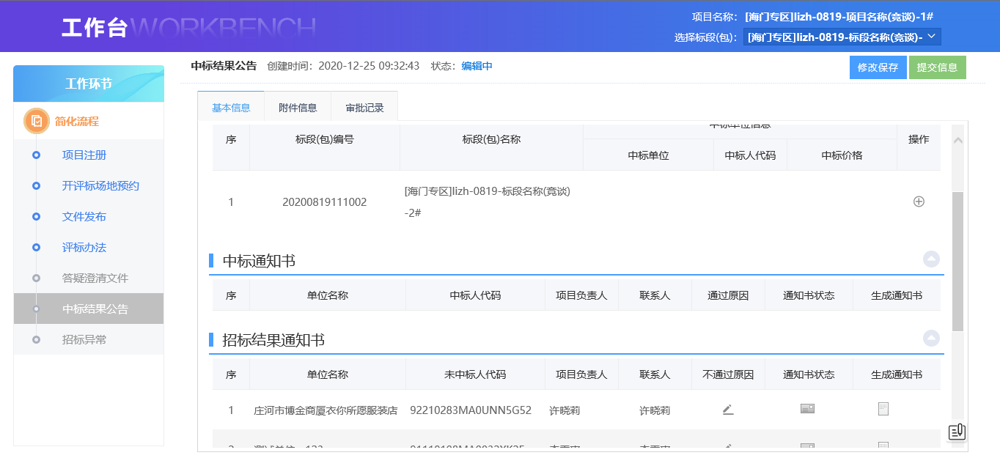 工作台WORKBENCH
项目名称： [海门专区]lizh-0819-项目名称(竞谈)-1#
选择标段(包)： [海门专区]lizh-0819-标段名称(竞谈)-
中标结果公告 创建时间：2020-12-25 09:32:43 状态：编辑中
修改保存 提交信息
工作环节
简化流程
项目注册
开评标场地预约
文件发布
评标办法
答疑澄清文件
中标结果公告
招标异常
基本信息 附件信息 审批记录
中标单位信息
序 标段(包)编号 标段(包)名称 操作
中标单位 中标人代码 中标价格
1 20200819111002 [海门专区]lizh-0819-标段名称(竞谈)
-2#
中标通知书
序 单位名称 中标人代码 项目负责人 联系人 通过原因 通知书状态 生成通知书
招标结果通知书
序 单位名称 未中标人代码 项目负责人 联系人 不通过原因 通知书状态 生成通知书
1 庄河市博金商厦衣你所愿服装店 92210283MA0UNN5G52 许晓莉 许晓莉